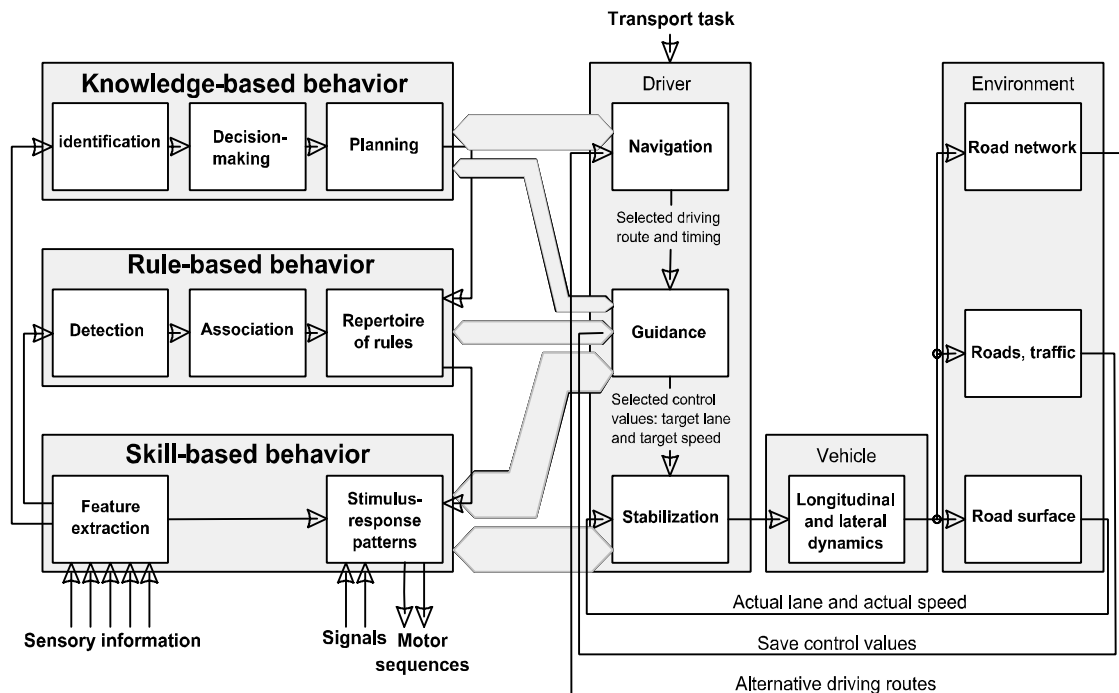 Transport task
Knowledge-based behavior
identification
Decision-
making
Planning
Rule-based behavior
Detection
Association
Repertoire
of rules
Skill-based behavior
Feature
extraction
Stimulus-
response
patterns
Sensory information
Signals
Motor
sequences
Driver
Navigation
Selected driving
route and timing
Guidance
Selected control
values: target lane
and target speed
Stabilization
Vehicle
Longitudinal
and lateral
dynamics
Environment
Road network
Roads, traffic
Road surface
Actual lane and actual speed
Save control values
Alternative driving routes